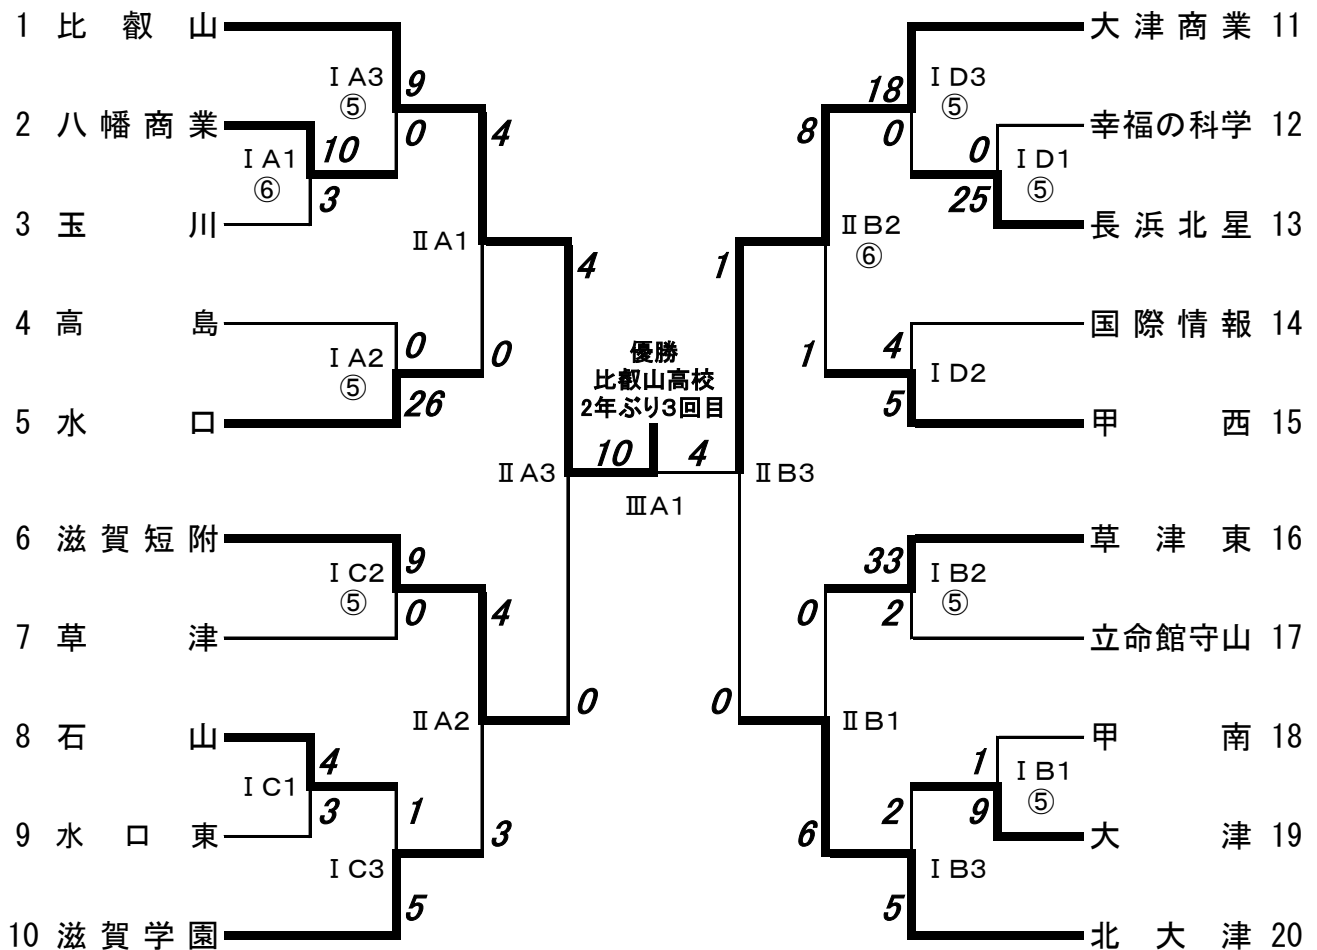 1 比叡山
ⅠA3
⑤
9
0
2 八幡商業
ⅠA1
⑥
10
3
3 玉川
4
ⅡA1
0
4 高島
ⅠA2
⑤
0
26
5 水口
4
ⅡA3
0
6 滋賀短附
ⅠC2
⑤
9
0
7 草津
4
ⅡA2
3
8 石山
ⅠC1
4
3
9 水口東
1
ⅠC3
5
10 滋賀学園
優勝
比叡山高校
2年ぶり3回目
10 4
ⅢA1
大津商業 11
18
0
ⅠD3
⑤
幸福の科学 12
0
25
ⅠD1
⑤
長浜北星 13
8
ⅡB2
⑥
1
国際情報 14
4
5
ⅠD2
甲西 15
1
ⅡB3
0
草津東 16
33
2
ⅠB2
⑤
立命館守山 17
0
ⅡB1
6
甲南 18
1
9
ⅠB1
⑤
大津 19
2
ⅠB3
5
北大津 20